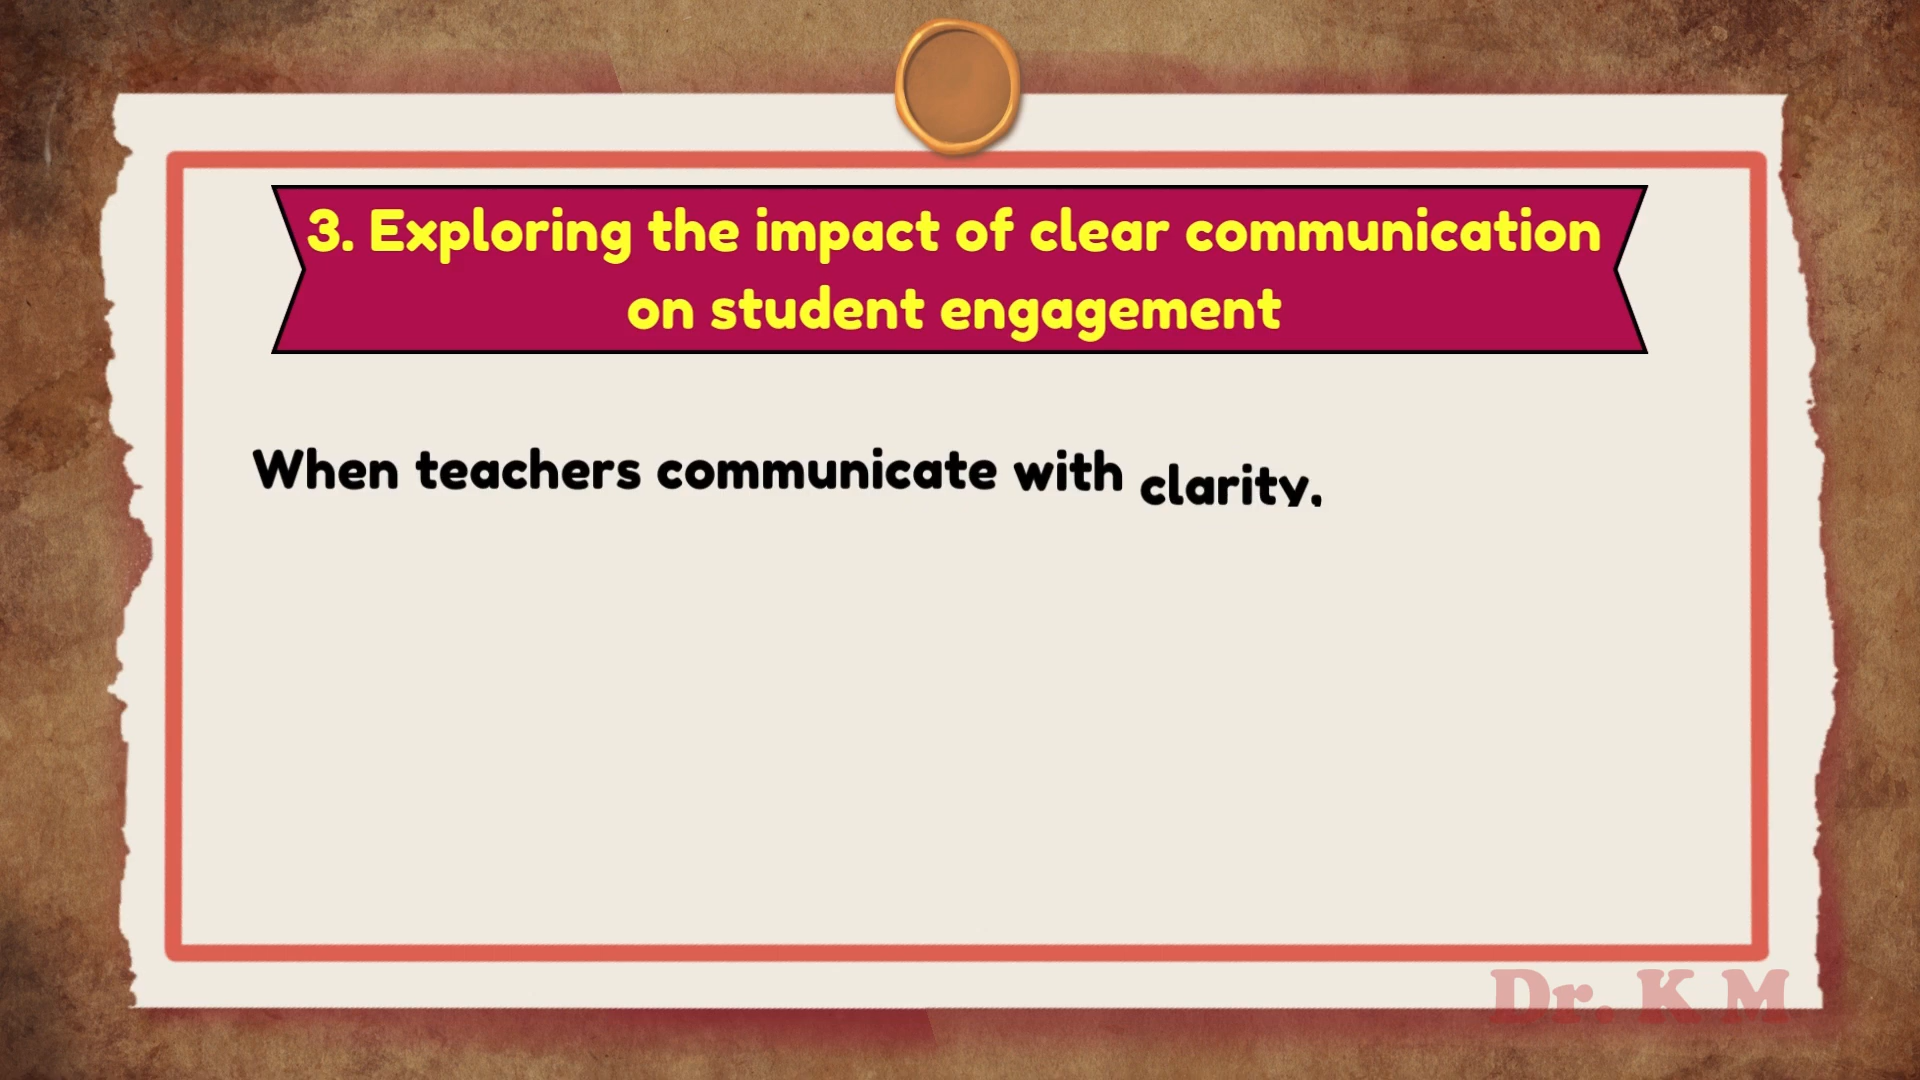 3. Exploring the impact of clear communication
on student engagement
When teachers communicate with clarity,
Dr. K M